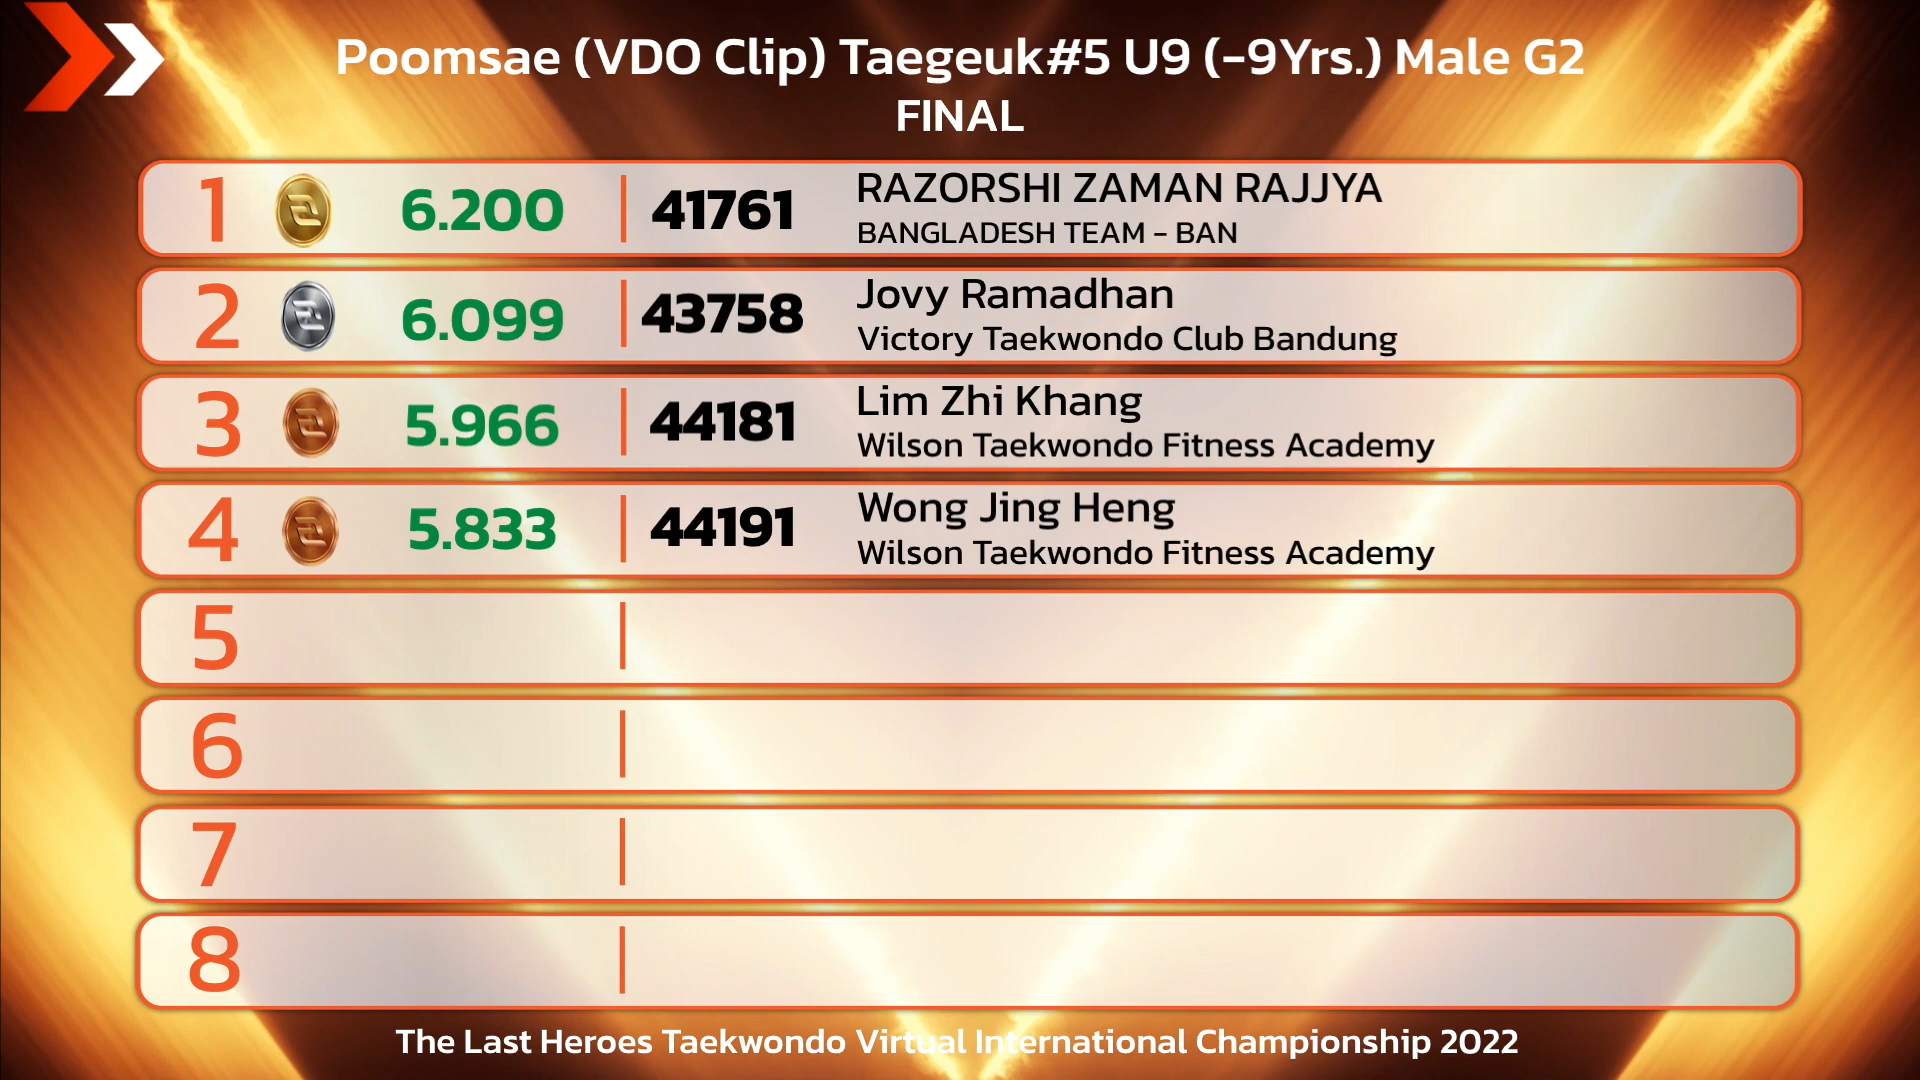 Poomsae (VDO Clip) Taegeuk#5 U9 (-9Yrs.) Male G2
FINAL
1 6.200 41761 RAZORSHI ZAMAN RAJJYA
BANGLADESH TEAM - BAN
2 6.099 43758 Jovy Ramadhan
Victory Taekwondo Club Bandung
3 5.966 44181 Lim Zhi Khang
Wilson Taekwondo Fitness Academy
4 5.833 44191 Wong Jing Heng
Wilson Taekwondo Fitness Academy
5
6
7
8
The Last Heroes Taekwondo Virtual International Championship 2022